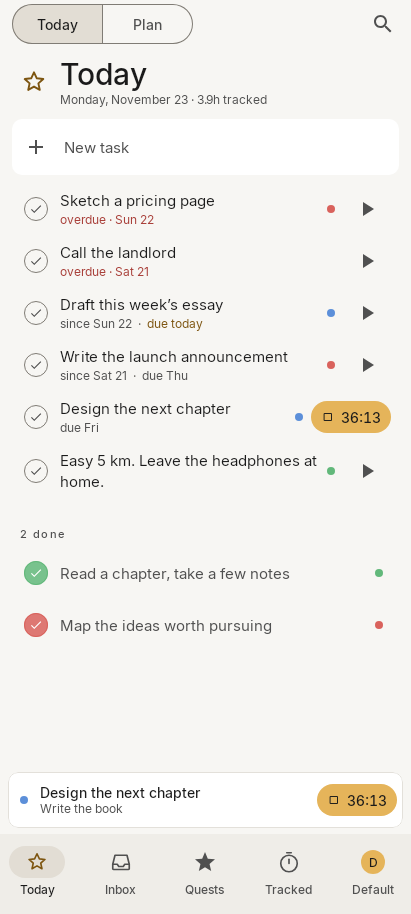 Today
Plan
Today
Monday, November 23 · 3.9h tracked
New task
Sketch a pricing page
overdue · Sun 22
Call the landlord
overdue · Sat 21
Draft this week’s essay
since Sun 22 · due today
Write the launch announcement
since Sat 21 · due Thu
Design the next chapter
due Fri
36:13
Easy 5 km. Leave the headphones at
home.
2 done
Read a chapter, take a few notes
Map the ideas worth pursuing
Design the next chapter
Write the book
36:13
Today
Inbox
Quests
Tracked
D
Default